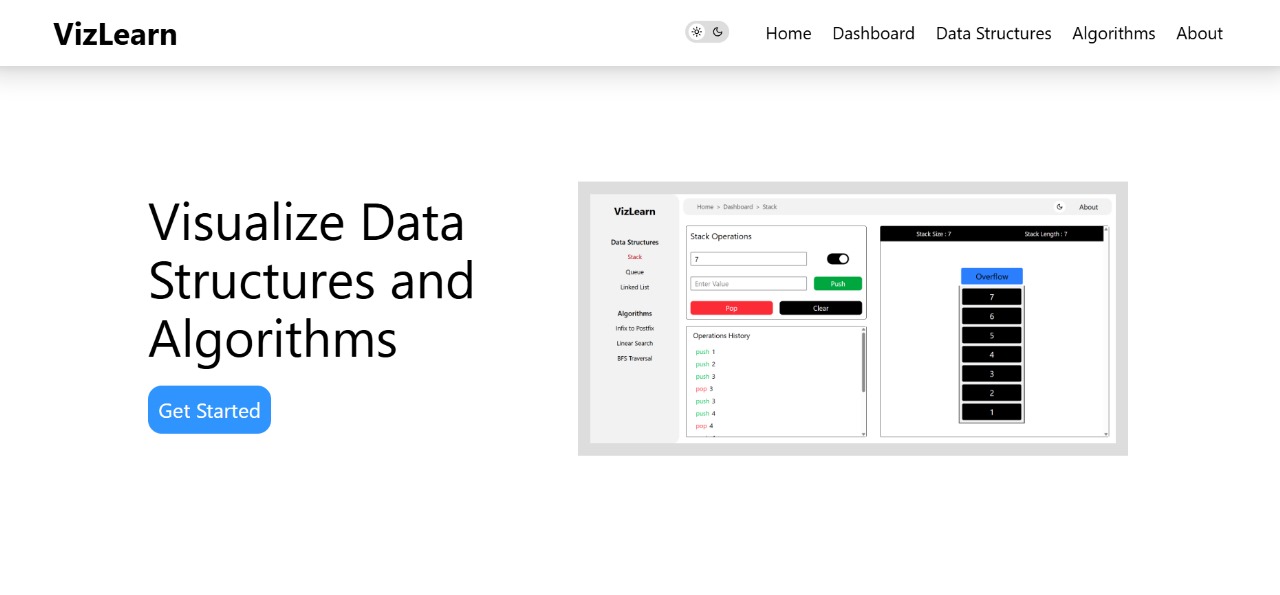 VizLearn
Home Dashboard Data Structures Algorithms About
Visualize Data
Structures and
Algorithms
Get Started
VizLearn
Data Structures
Stack
Queue
Linked List
Algorithms
Infix to Postfix
Linear Search
BFS Traversal
Home > Dashboard > Stack
About
Stack Operations
7
Enter Value
Push
Pop
Clear
Operations History
push 1
push 2
push 3
pop 3
push 3
push 4
pop 4
Stack Size : 7
Stack Length : 7
Overflow
7
6
5
4
3
2
1